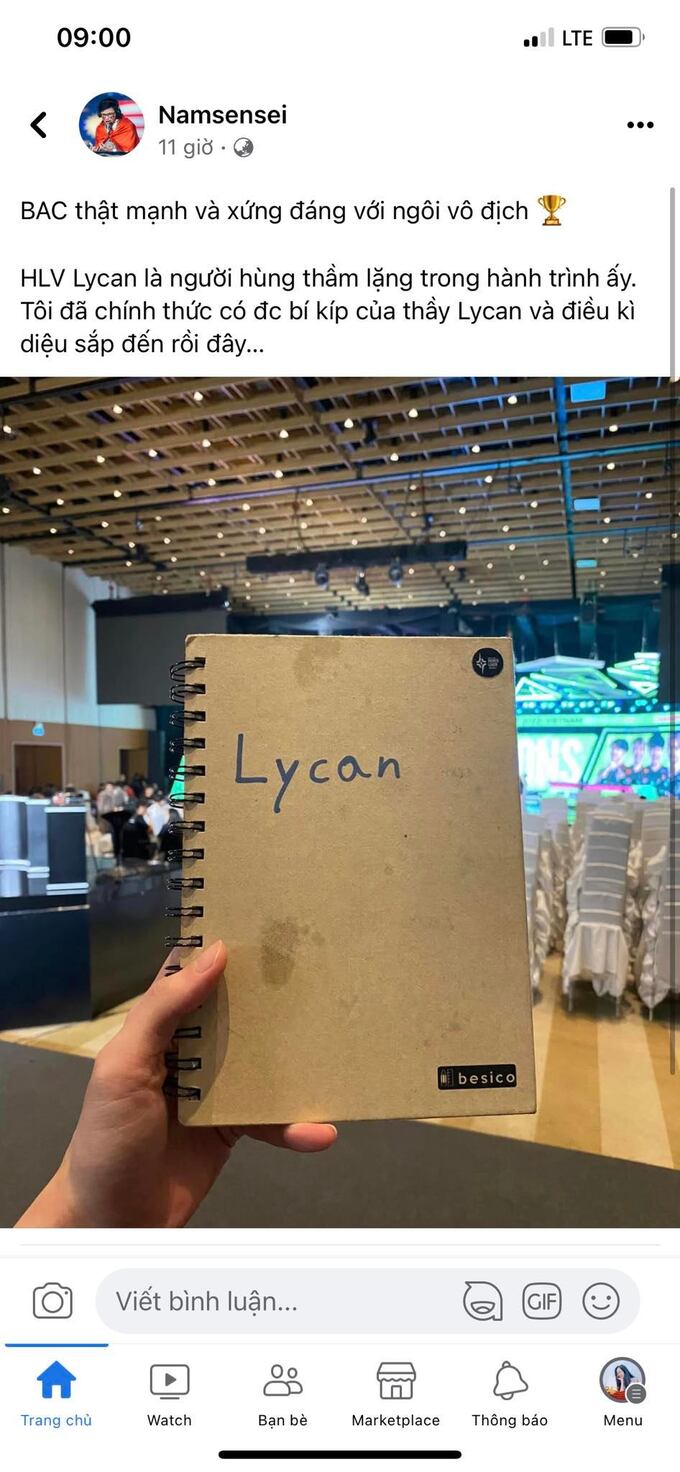 09:00
LTE
Namsensei
11 giờ ·
BAC thật mạnh và xứng đáng với ngôi vô địch 🏆
HLV Lycan là người hùng thầm lặng trong hành trình ấy.
Tôi đã chính thức có đc bí kíp của thầy Lycan và điều kì
diệu sắp đến rồi đây...
Lycan
besico
Viết bình luận...
GIF
Trang chủ
Watch
Bạn bè
Marketplace
Thông báo
Menu